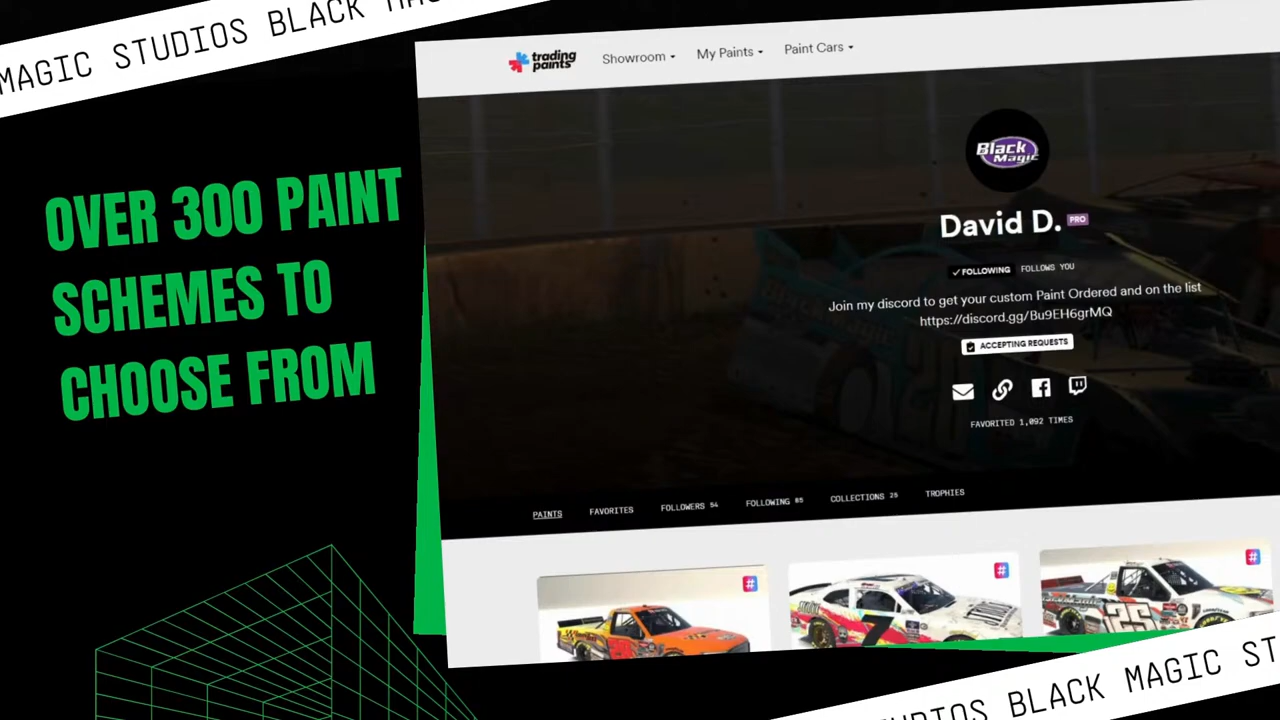 MAGIC STUDIOS BLACK
OVER 300 PAINT
SCHEMES TO
CHOOSE FROM
trading paints
Showroom
My Paints
Paint Cars
Black Magic
David D. PRO
FOLLOWING FOLLOWS YOU
Join my discord to get your custom Paint Ordered and on the list
https://discord.gg/Bu9EH6grMQ
ACCEPTING REQUESTS
FAVORITED 1,092 TIMES
PAINTS
FAVORITES
FOLLOWERS 54
FOLLOWING 85
COLLECTIONS 25
TROPHIES
#
#
#
7
25
BLACK MAGIC ST